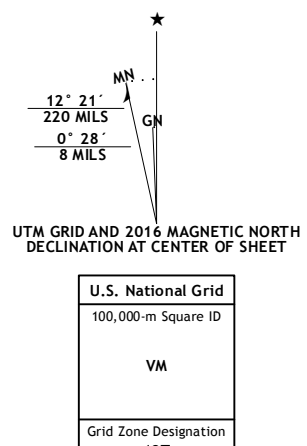 ★
MN
GN
12° 21´
220 MILS
0° 28´
8 MILS
UTM GRID AND 2016 MAGNETIC NORTH
DECLINATION AT CENTER OF SHEET
U.S. National Grid
100,000-m Square ID
VM
Grid Zone Designation